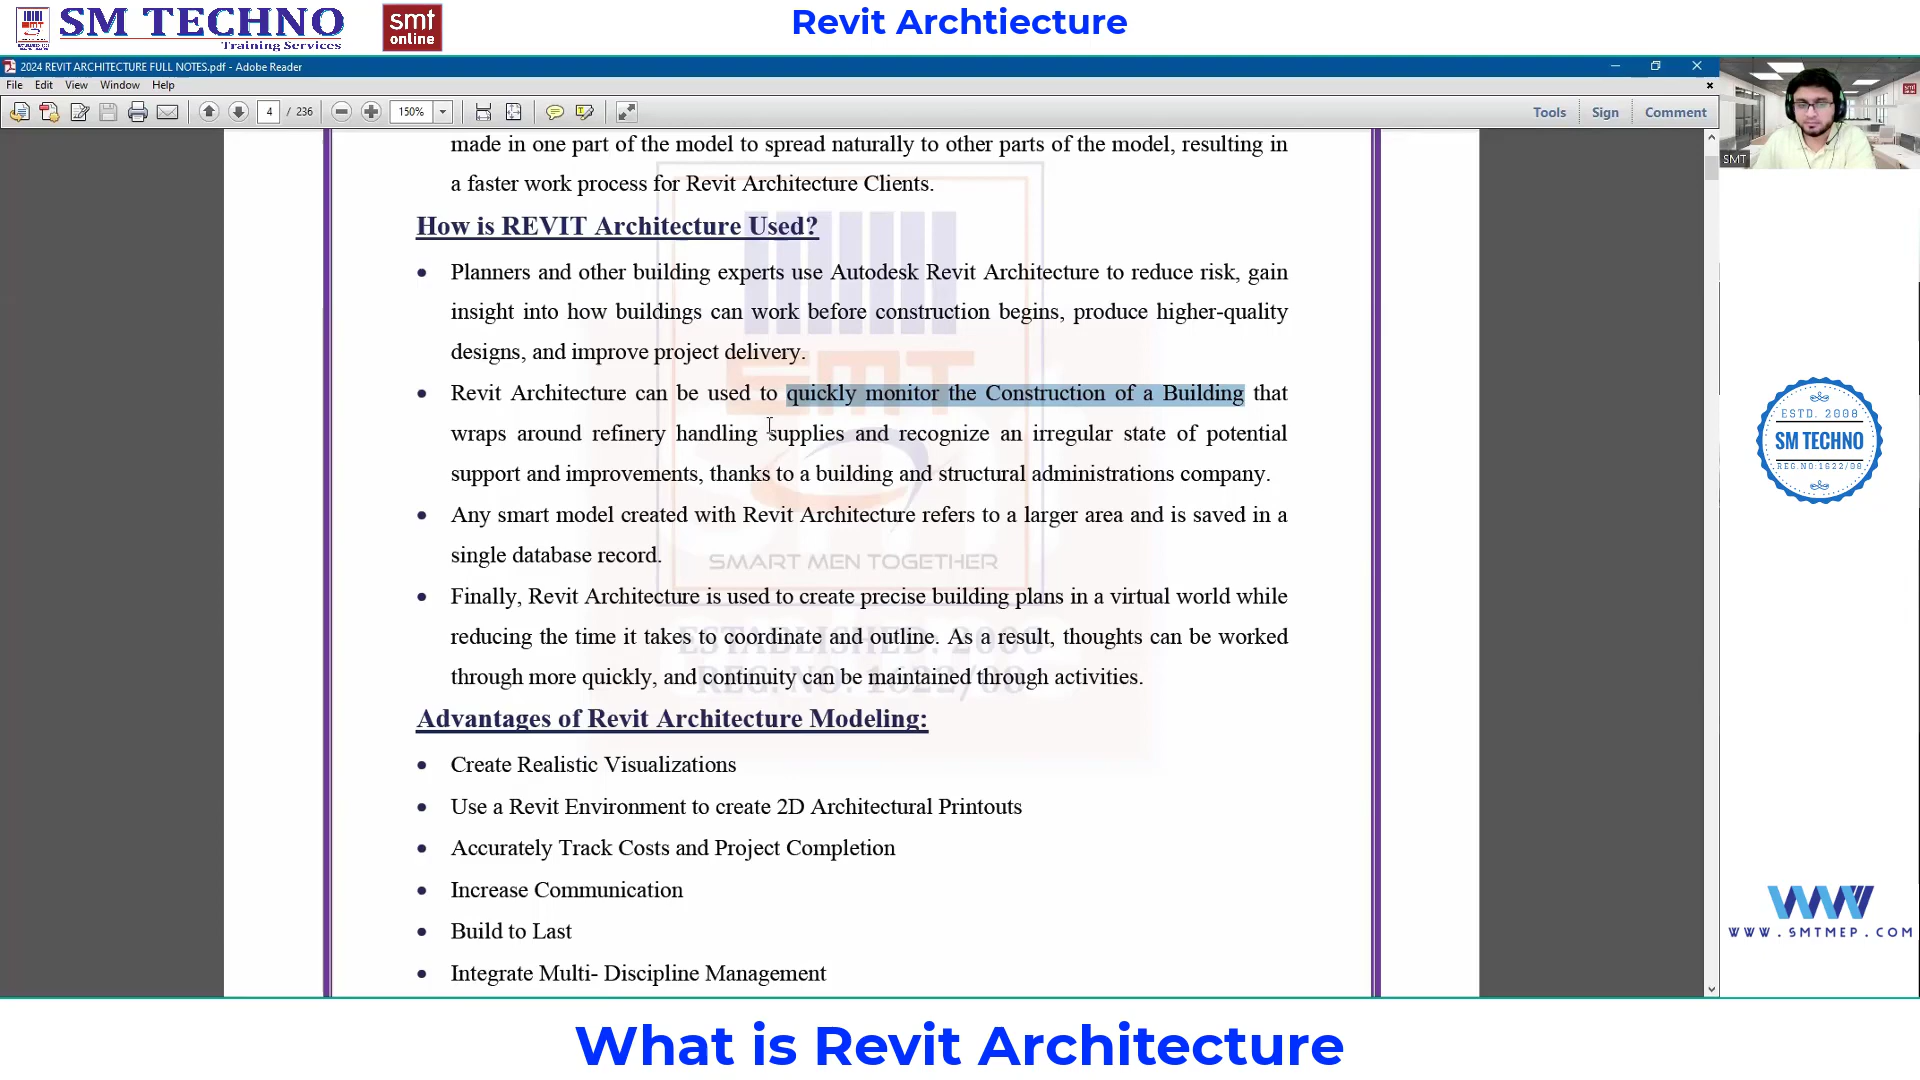 SM TECHNO
Training Services
smt
online
Revit Archtiecture
2024 REVIT ARCHITECTURE FULL NOTES.pdf - Adobe Reader
File Edit View Window Help
4 / 236 150%
Tools Sign Comment
made in one part of the model to spread naturally to other parts of the model, resulting in
a faster work process for Revit Architecture Clients.
How is REVIT Architecture Used?
• Planners and other building experts use Autodesk Revit Architecture to reduce risk, gain
insight into how buildings can work before construction begins, produce higher-quality
designs, and improve project delivery.
• Revit Architecture can be used to quickly monitor the Construction of a Building that
wraps around refinery handling supplies and recognize an irregular state of potential
support and improvements, thanks to a building and structural administrations company.
• Any smart model created with Revit Architecture refers to a larger area and is saved in a
single database record.
• Finally, Revit Architecture is used to create precise building plans in a virtual world while
reducing the time it takes to coordinate and outline. As a result, thoughts can be worked
through more quickly, and continuity can be maintained through activities.
Advantages of Revit Architecture Modeling:
• Create Realistic Visualizations
• Use a Revit Environment to create 2D Architectural Printouts
• Accurately Track Costs and Project Completion
• Increase Communication
• Build to Last
• Integrate Multi- Discipline Management
SMT
SMART MEN TOGETHER
ESTABLISHED: 2008
REG. NO: 1622/08
SMT
ESTD. 2008
SM TECHNO
REG.NO:1622/08
WWW.SMTMEP.COM
What is Revit Architecture